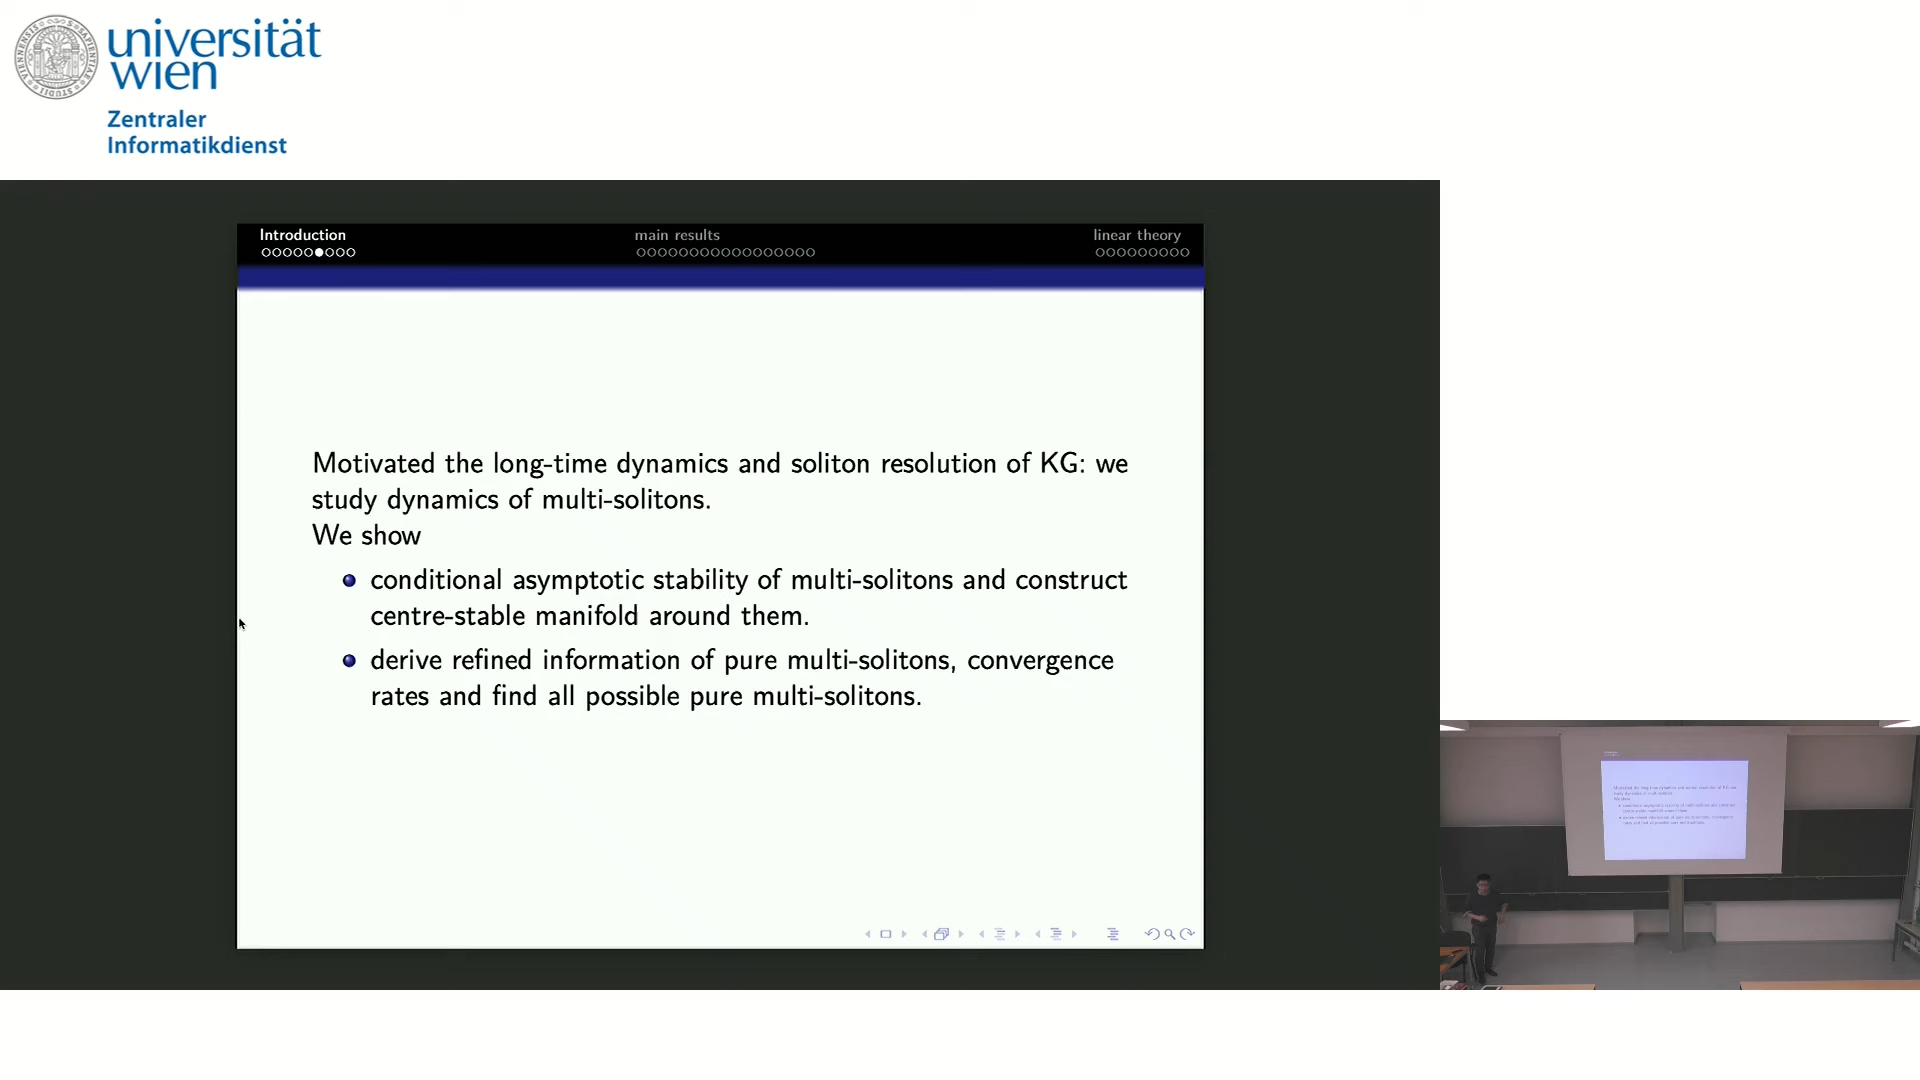 universität
wien
Zentraler
Informatikdienst
Introduction
main results
linear theory
Motivated the long-time dynamics and soliton resolution of KG: we
study dynamics of multi-solitons.
We show
conditional asymptotic stability of multi-solitons and construct
centre-stable manifold around them.
derive refined information of pure multi-solitons, convergence
rates and find all possible pure multi-solitons.